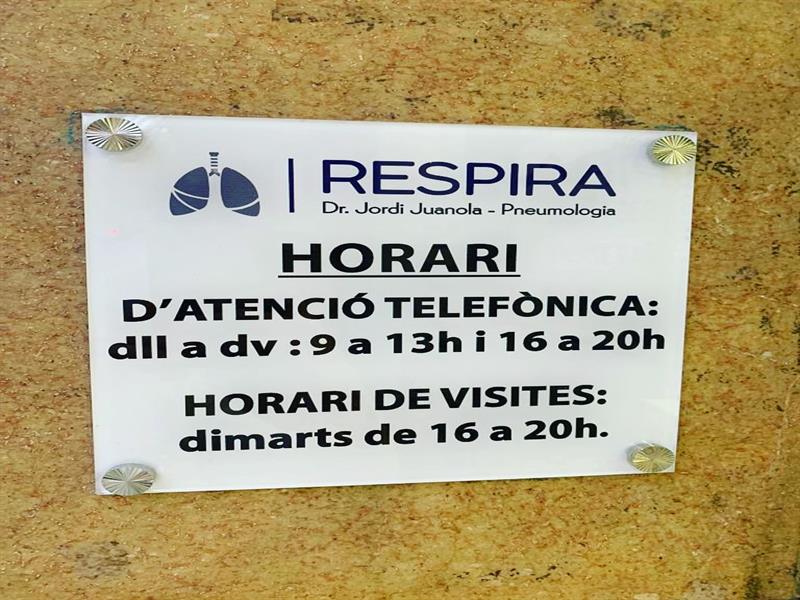 RESPIRA
Dr. Jordi Juanola - Pneumologia
HORARI
D'ATENCIÓ TELEFÒNICA:
dll a dv : 9 a 13h i 16 a 20h
HORARI DE VISITES:
dimarts de 16 a 20h.